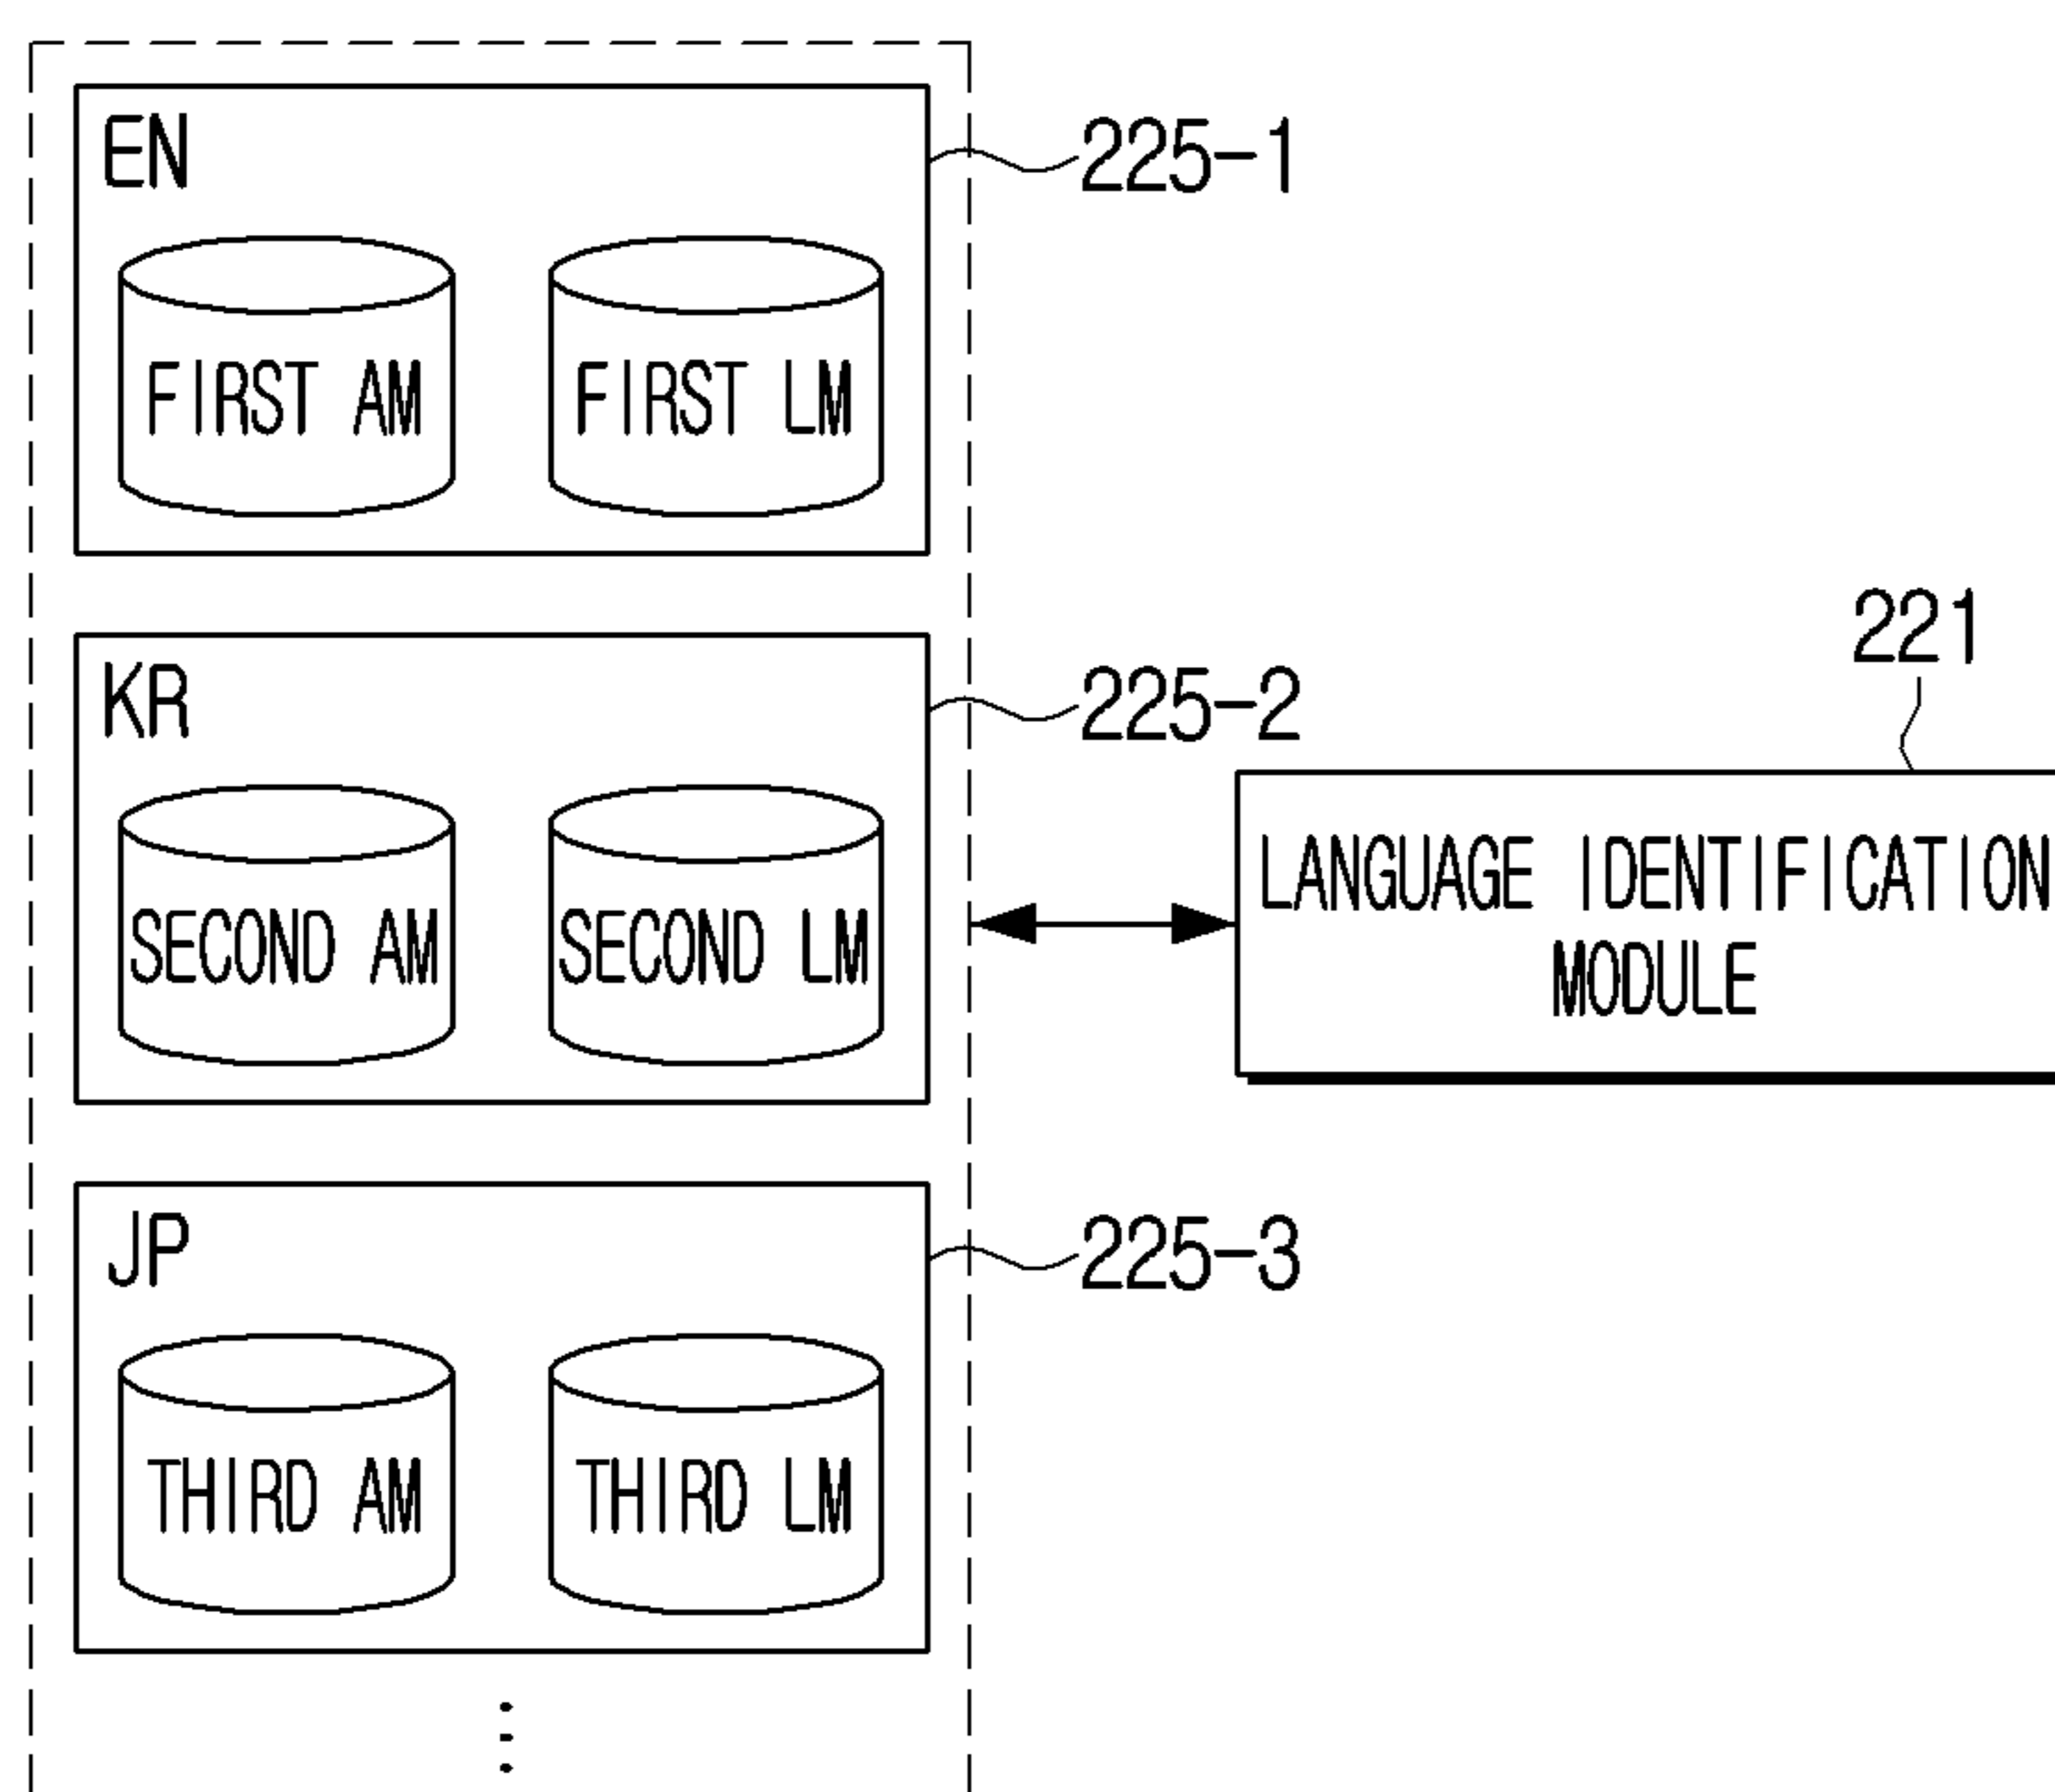 EN
225-1
FIRST AM
FIRST LM
221
KR
225-2
LANGUAGE IDENTIFICATION
MODULE
SECOND AM
SECOND LM
JP
225-3
THIRD AM
THIRD LM